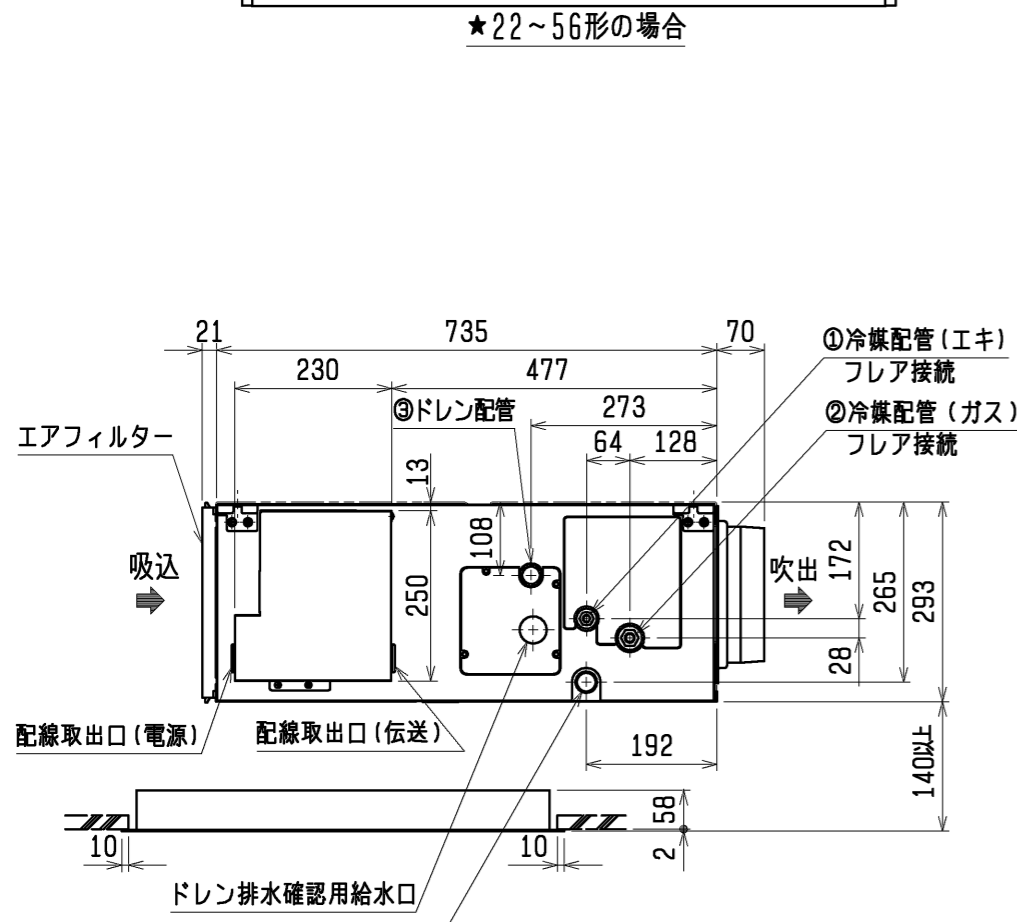 ★22~56形の場合
21
735
70
①冷媒配管(エキ)
フレア接続
230
477
③ドレン配管
273
②冷媒配管(ガス)
フレア接続
エアフィルター
64
128
13
108
吸込
250
吹出
172
265
293
28
配線取出口(電源)
配線取出口(伝送)
192
140以上
58
10
10
2
ドレン排水確認用給水口